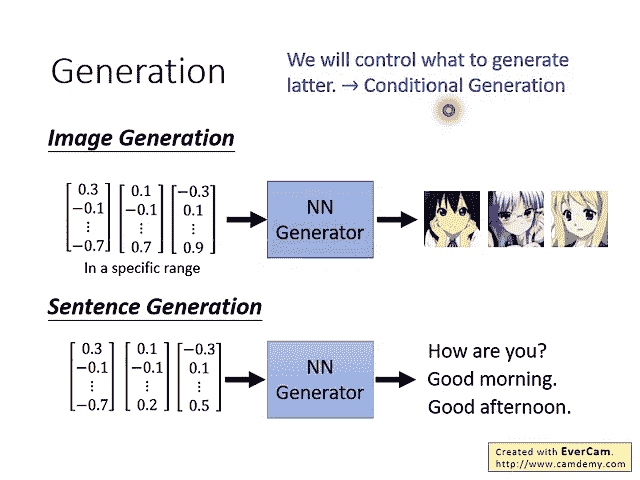 Generation
We will control what to generate
latter. → Conditional Generation
Image Generation
[0.3 −0.1 ⋮ −0.7] [0.1 −0.1 ⋮ 0.7] [−0.3 0.1 ⋮ 0.9]
NN
Generator
In a specific range
Sentence Generation
[0.3 −0.1 ⋮ −0.7] [0.1 −0.1 ⋮ 0.2] [−0.3 0.1 ⋮ 0.5]
NN
Generator
How are you?
Good morning.
Good afternoon.
Created with EverCam.
http://www.camdemy.com